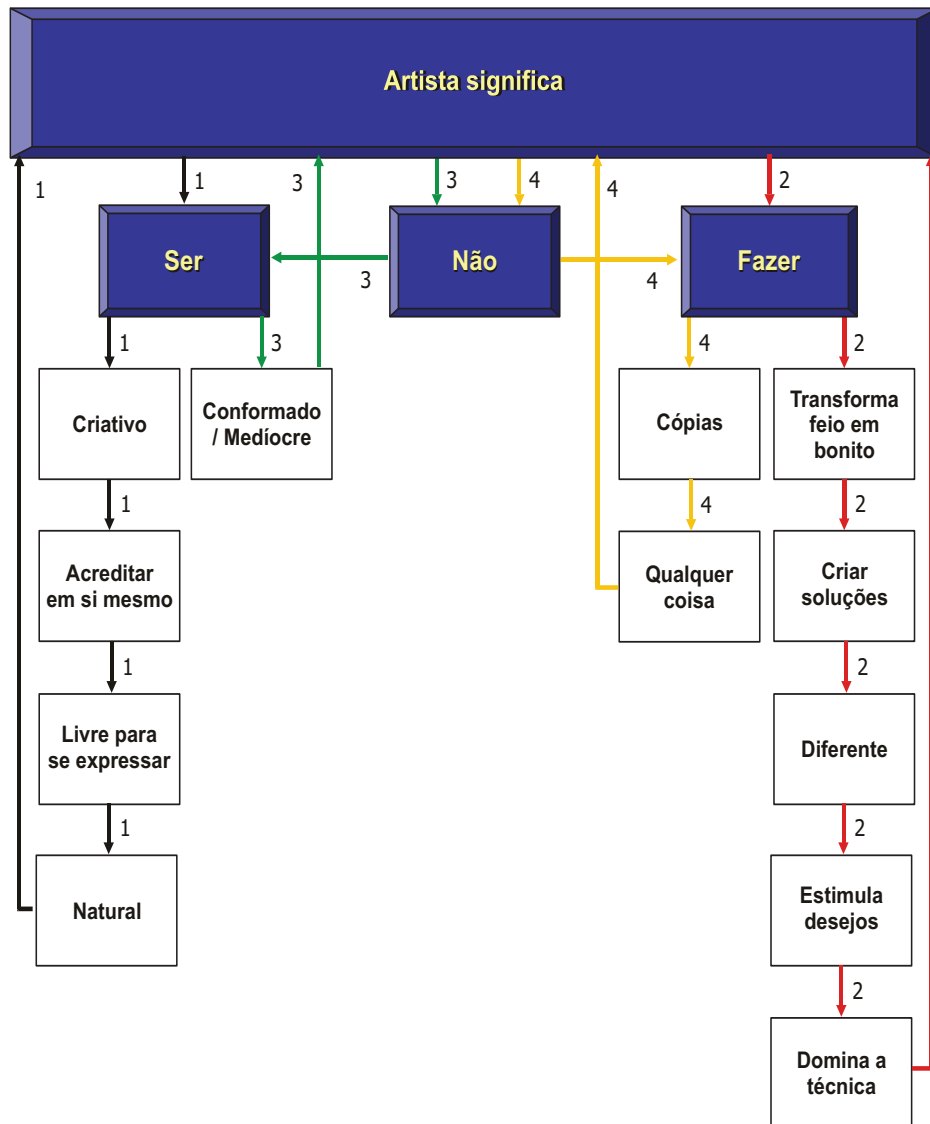 Artista significa
1
1
3
3
4
4
2
Ser
Não
Fazer
3
4
1
3
4
2
Criativo
Conformado
/ Medíocre
Cópias
Transforma
feio em
bonito
1
4
2
Acreditar
em si mesmo
Qualquer
coisa
Criar
soluções
1
2
Livre para
se expressar
Diferente
1
2
Natural
Estimula
desejos
2
Domina a
técnica